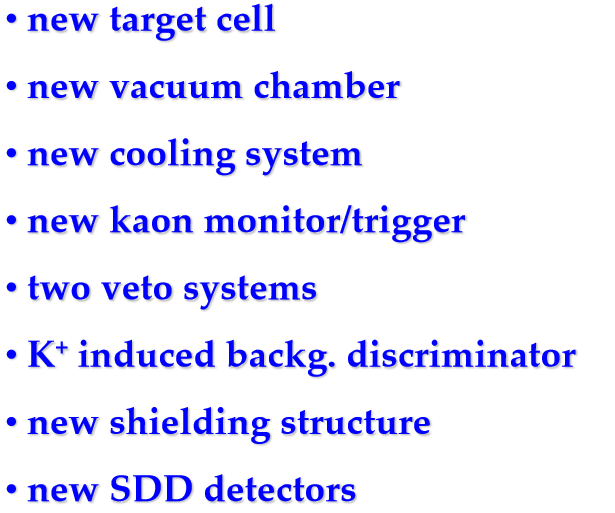 • new target cell
• new vacuum chamber
• new cooling system
• new kaon monitor/trigger
• two veto systems
• K⁺ induced backg. discriminator
• new shielding structure
• new SDD detectors